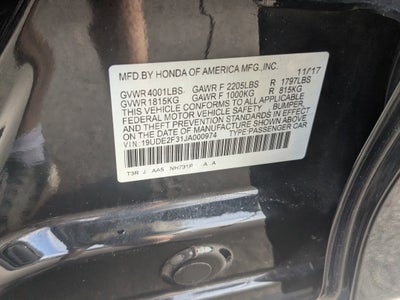 MFD.BY HONDA OF AMERICA MFG.,INC. 11/17
GVWR 4001LBS GAWR F 2205LBS R 1797LBS
GVWR 1815KG GAWR F 1000KG R 815KG
THIS VEHICLE CONFORMS TO ALL APPLICABLE
FEDERAL MOTOR VEHICLE SAFETY, BUMPER,
AND THEFT PREVENTION STANDARDS IN EFFECT
ON THE DATE OF MANUFACTURE SHOWN ABOVE.
VIN:19UDE2F31JA000974 TYPE:PASSENGER CAR
T3R J AA5 NH731P A A